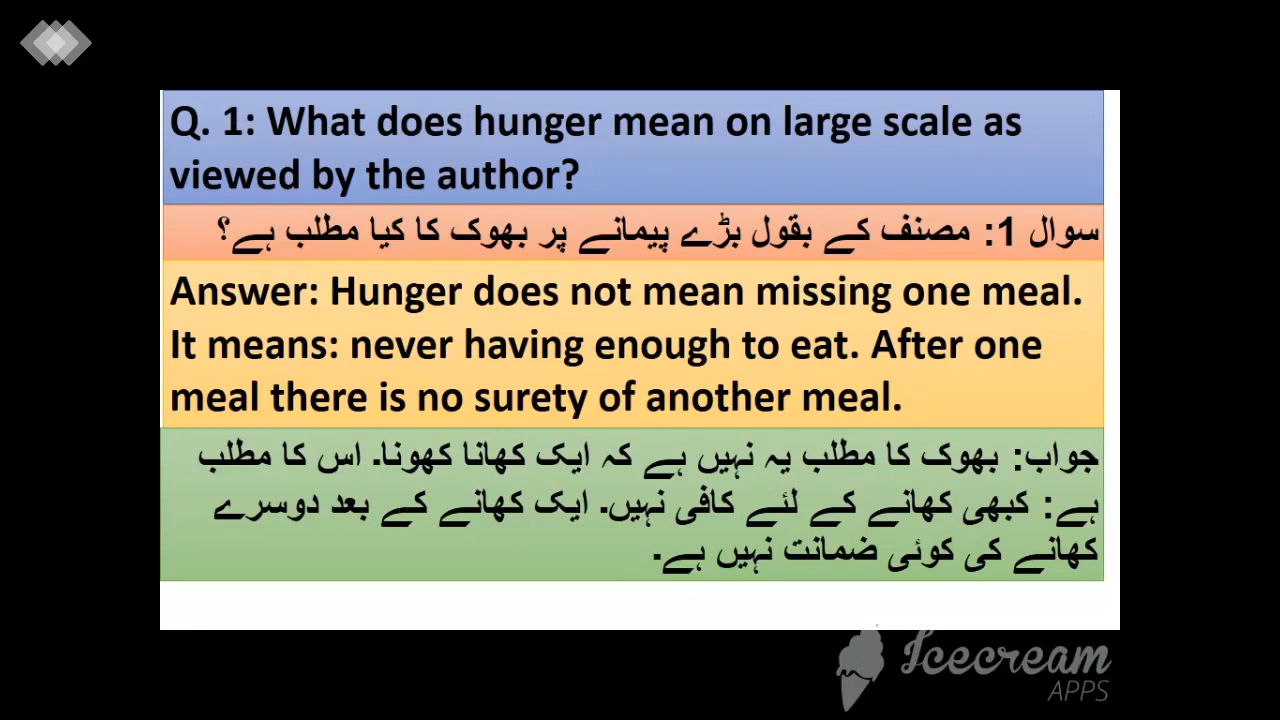 Q. 1: What does hunger mean on large scale as
viewed by the author?
سوال 1: مصنف کے بقول بڑے پیمانے پر بھوک کا کیا مطلب ہے؟
Answer: Hunger does not mean missing one meal.
It means: never having enough to eat. After one
meal there is no surety of another meal.
جواب: بھوک کا مطلب یہ نہیں ہے کہ ایک کھانا کھونا۔ اس کا مطلب
ہے: کبھی کھانے کے لئے کافی نہیں۔ ایک کھانے کے بعد دوسرے
کھانے کی کوئی ضمانت نہیں ہے۔
Icecream
APPS